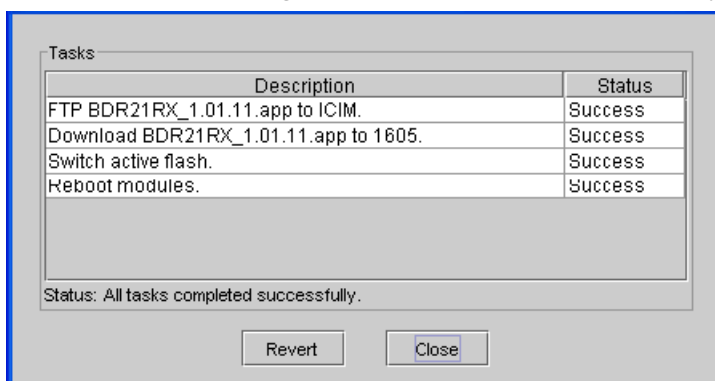 Tasks
Description Status
FTP BDR21RX_1.01.11.app to ICIM. Success
Download BDR21RX_1.01.11.app to 1605. Success
Switch active flash. Success
Reboot modules. Success
Status: All tasks completed successfully.
Revert Close